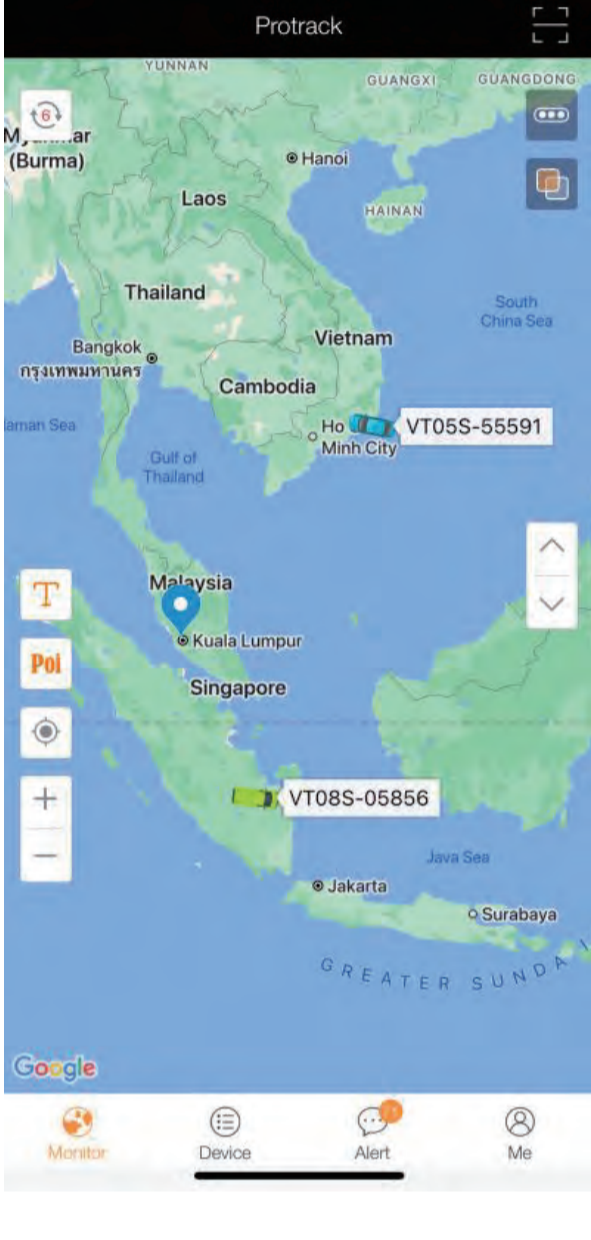 Protrack
YUNNAN
GUANGXI
GUANGDONG
6
(Burma)
Hanoi
Laos
HAINAN
Thailand
South
China Sea
Vietnam
Bangkok
กรุงเทพมหานคร
Cambodia
Ho
Minh City
VT05S-55591
Sea
Gulf of
Thailand
Malaysia
T
Kuala Lumpur
Poi
Singapore
VT08S-05856
Java Sea
Jakarta
Surabaya
GREATER SUNDA I
Google
Monitor
Device
Alert
Me